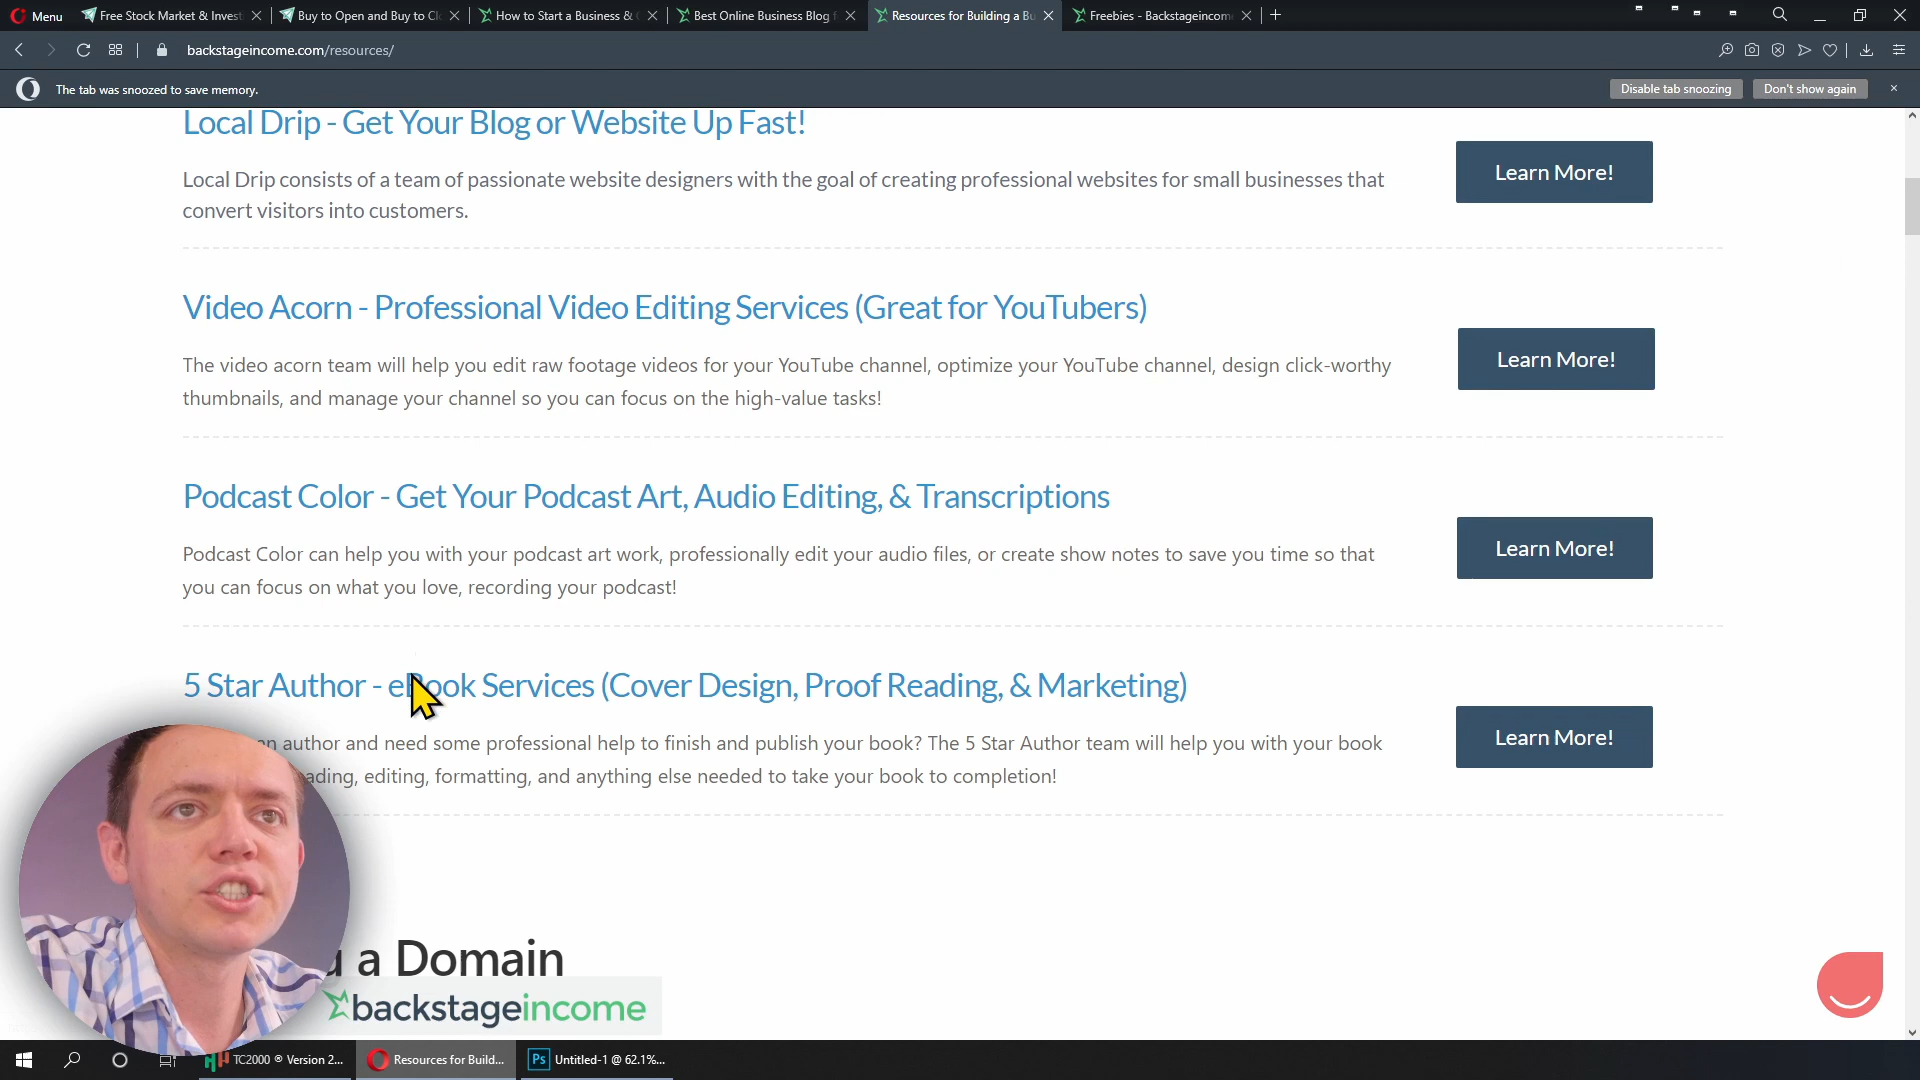 Menu
Free Stock Market & Invest
Buy to Open and Buy to Cl
How to Start a Business &
Best Online Business Blog f
Resources for Building a Bu
Freebies - Backstageincom
backstageincome.com/resources/
The tab was snoozed to save memory.
Disable tab snoozing
Don't show again
Local Drip - Get Your Blog or Website Up Fast!
Local Drip consists of a team of passionate website designers with the goal of creating professional websites for small businesses that
convert visitors into customers.
Learn More!
Video Acorn - Professional Video Editing Services (Great for YouTubers)
The video acorn team will help you edit raw footage videos for your YouTube channel, optimize your YouTube channel, design click-worthy
thumbnails, and manage your channel so you can focus on the high-value tasks!
Learn More!
Podcast Color - Get Your Podcast Art, Audio Editing, & Transcriptions
Podcast Color can help you with your podcast art work, professionally edit your audio files, or create show notes to save you time so that
you can focus on what you love, recording your podcast!
Learn More!
5 Star Author - eBook Services (Cover Design, Proof Reading, & Marketing)
author and need some professional help to finish and publish your book? The 5 Star Author team will help you with your book
editing, formatting, and anything else needed to take your book to completion!
Learn More!
a Domain
backstageincome
TC2000 ® Version 2...
Resources for Build...
Ps
Untitled-1 @ 62.1%...